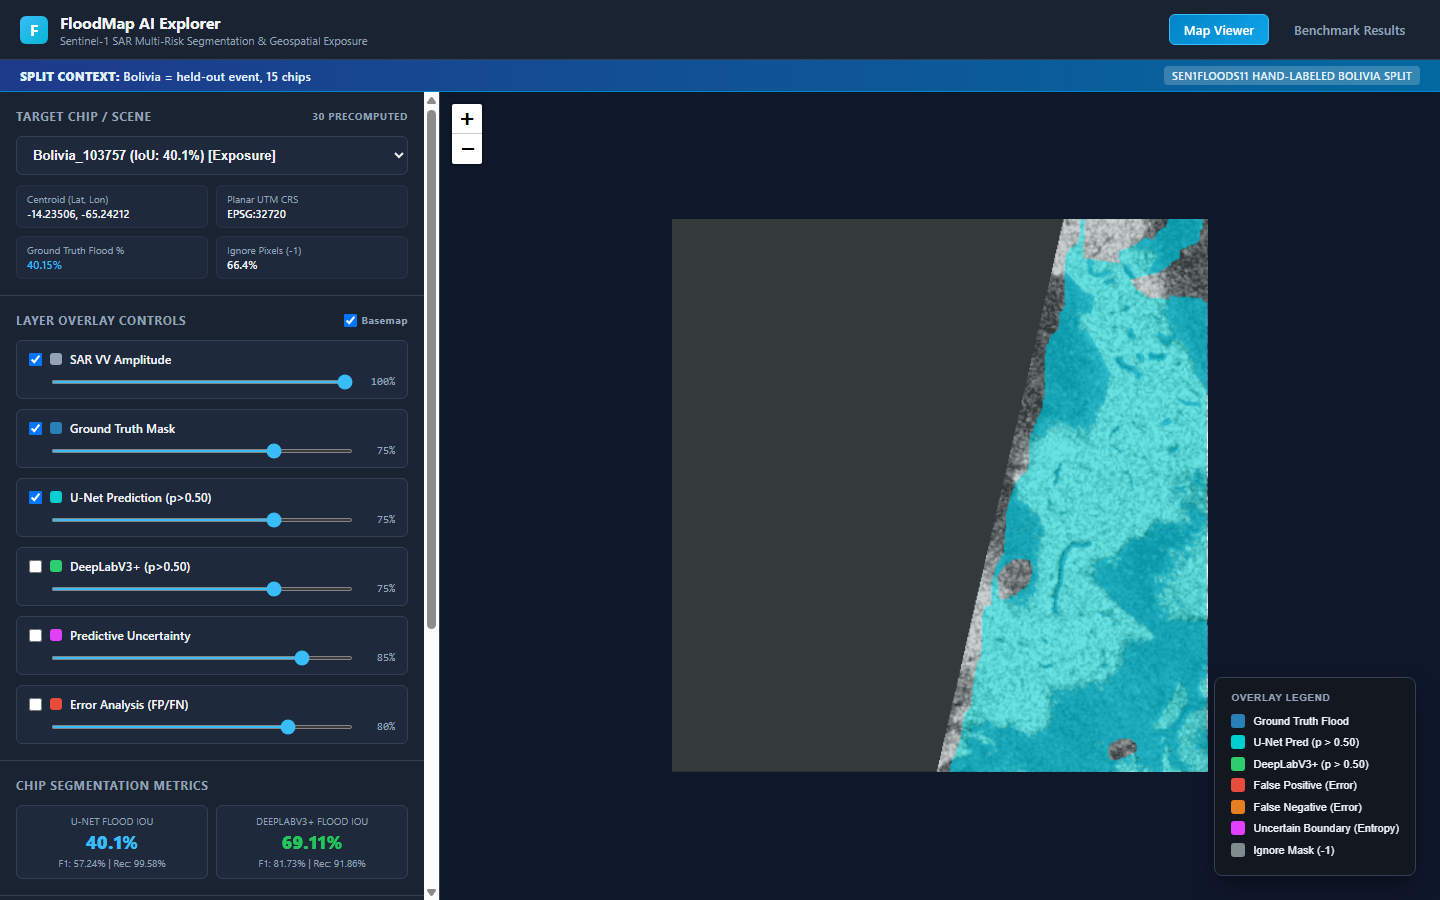 F
FloodMap AI Explorer
Sentinel-1 SAR Multi-Risk Segmentation & Geospatial Exposure
Map Viewer
Benchmark Results
SPLIT CONTEXT: Bolivia = held-out event, 15 chips
SEN1FLOODS11 HAND-LABELED BOLIVIA SPLIT
TARGET CHIP / SCENE
30 PRECOMPUTED
Bolivia_103757 (IoU: 40.1%) [Exposure]
Centroid (Lat, Lon)
-14.23506, -65.24212
Planar UTM CRS
EPSG:32720
Ground Truth Flood %
40.15%
Ignore Pixels (-1)
66.4%
LAYER OVERLAY CONTROLS
Basemap
SAR VV Amplitude
100%
Ground Truth Mask
75%
U-Net Prediction (p>0.50)
75%
DeepLabV3+ (p>0.50)
75%
Predictive Uncertainty
85%
Error Analysis (FP/FN)
80%
CHIP SEGMENTATION METRICS
U-NET FLOOD IOU
40.1%
F1: 57.24% | Rec: 99.58%
DEEPLABV3+ FLOOD IOU
69.11%
F1: 81.73% | Rec: 91.86%
+
−
OVERLAY LEGEND
Ground Truth Flood
U-Net Pred (p > 0.50)
DeepLabV3+ (p > 0.50)
False Positive (Error)
False Negative (Error)
Uncertain Boundary (Entropy)
Ignore Mask (-1)